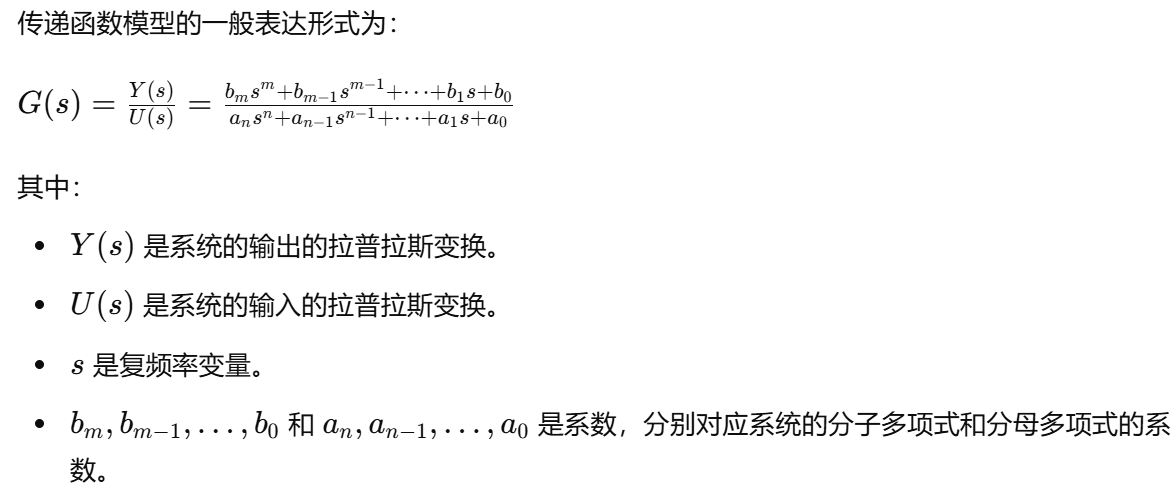 传递函数模型的一般表达形式为：
$G(s) = \frac{Y(s)}{U(s)} = \frac{b_m s^m + b_{m-1} s^{m-1} + \cdots + b_1 s + b_0}{a_n s^n + a_{n-1} s^{n-1} + \cdots + a_1 s + a_0}$
其中：
• $Y(s)$ 是系统的输出的拉普拉斯变换。
• $U(s)$ 是系统的输入的拉普拉斯变换。
• $s$ 是复频率变量。
• $b_m, b_{m-1}, \ldots, b_0$ 和 $a_n, a_{n-1}, \ldots, a_0$ 是系数，分别对应系统的分子多项式和分母多项式的系
数。